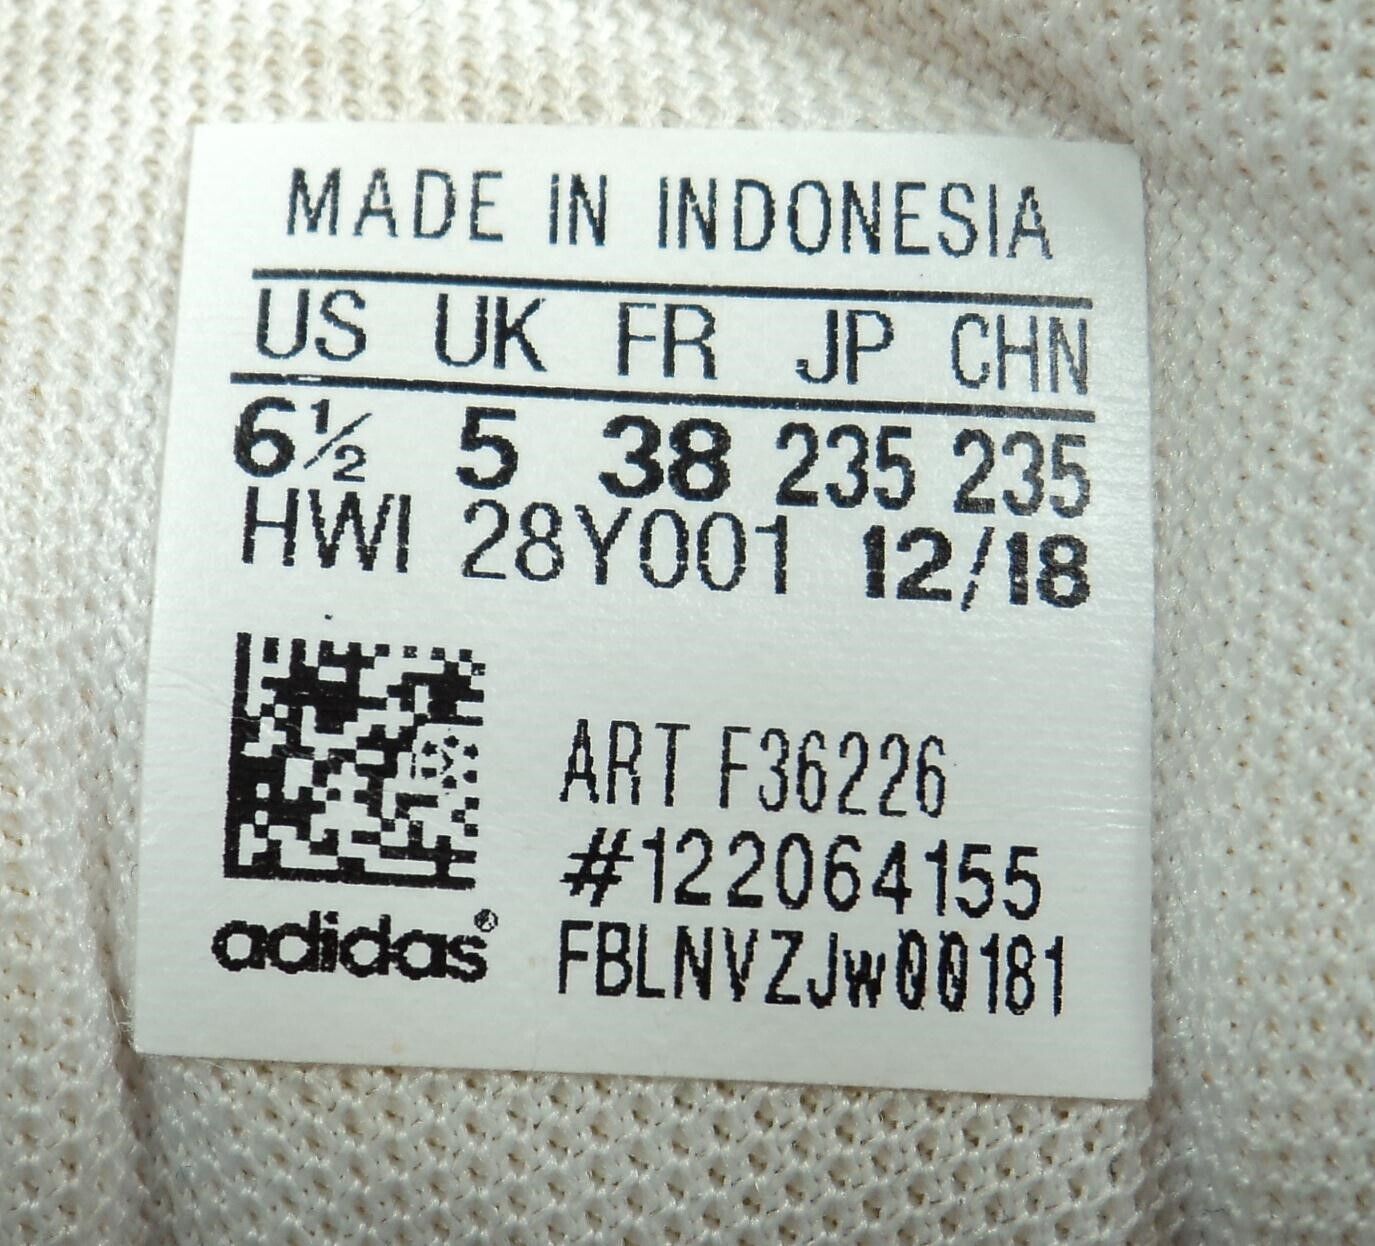 MADE IN INDONESIA
US UK FR JP CHN
6½ 5 38 235 235
HWI 28Y001 12/18
ART F36226
#122064155
adidas®
FBLNVZJw00181